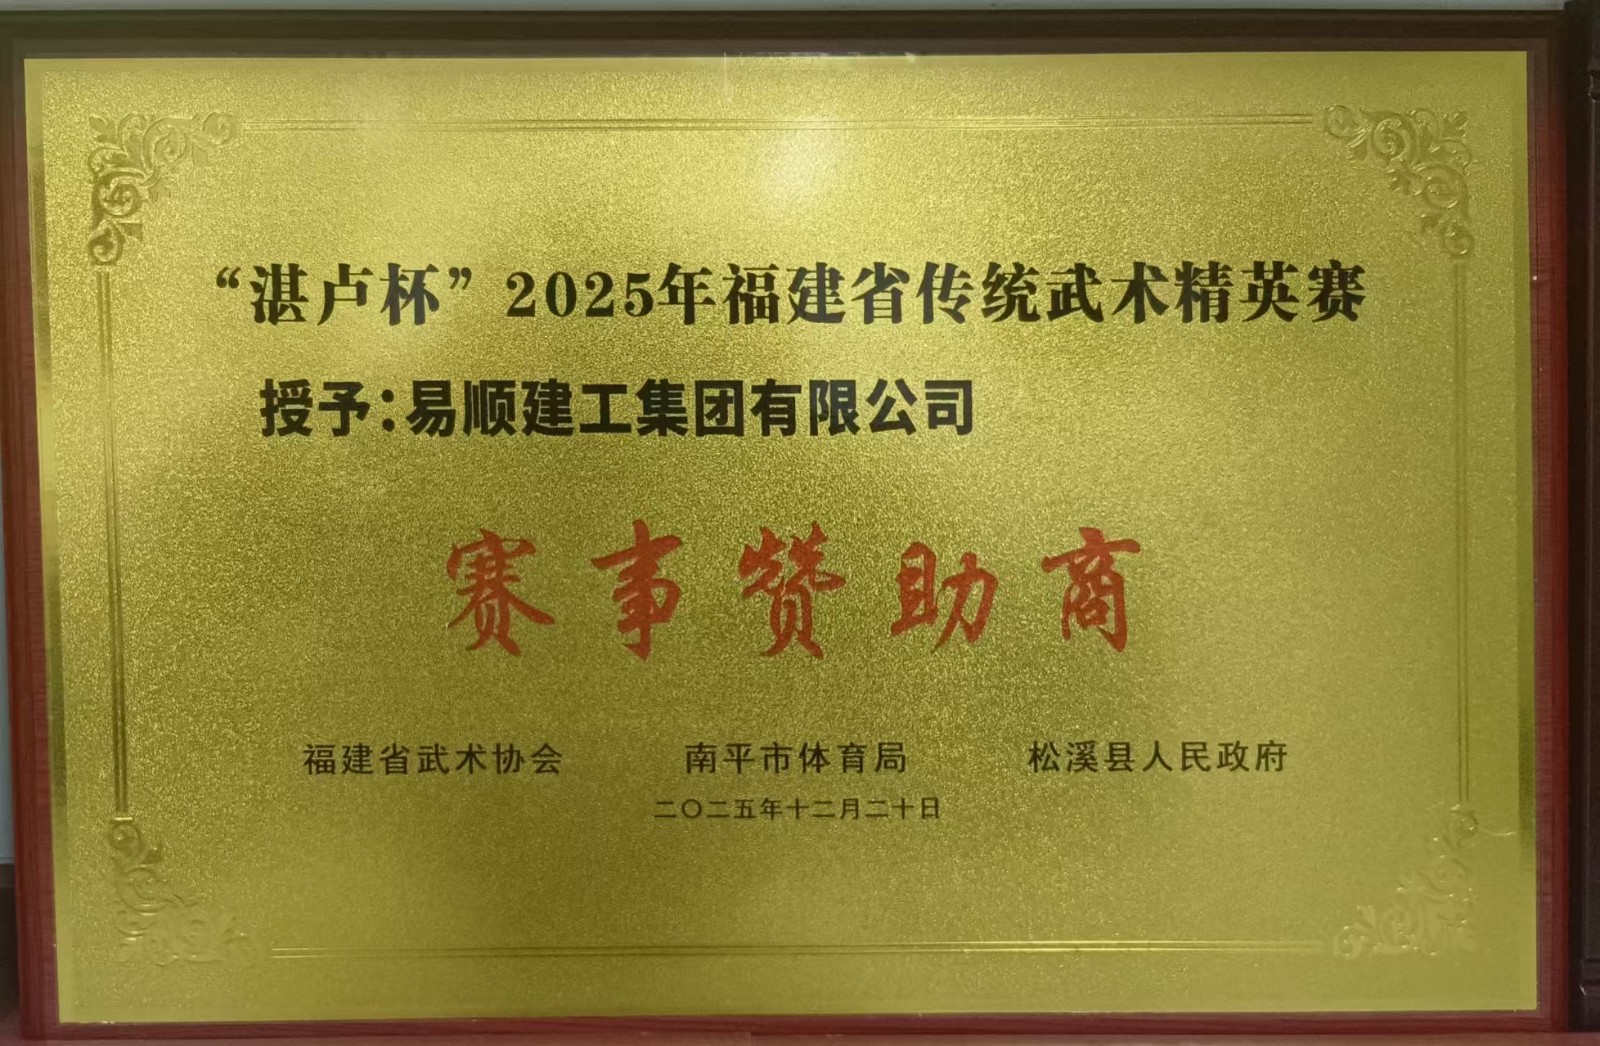 “湛卢杯”2025年福建省传统武术精英赛
授予：易顺建工集团有限公司
赛事赞助商
福建省武术协会 南平市体育局 松溪县人民政府
二〇二五年十二月二十日